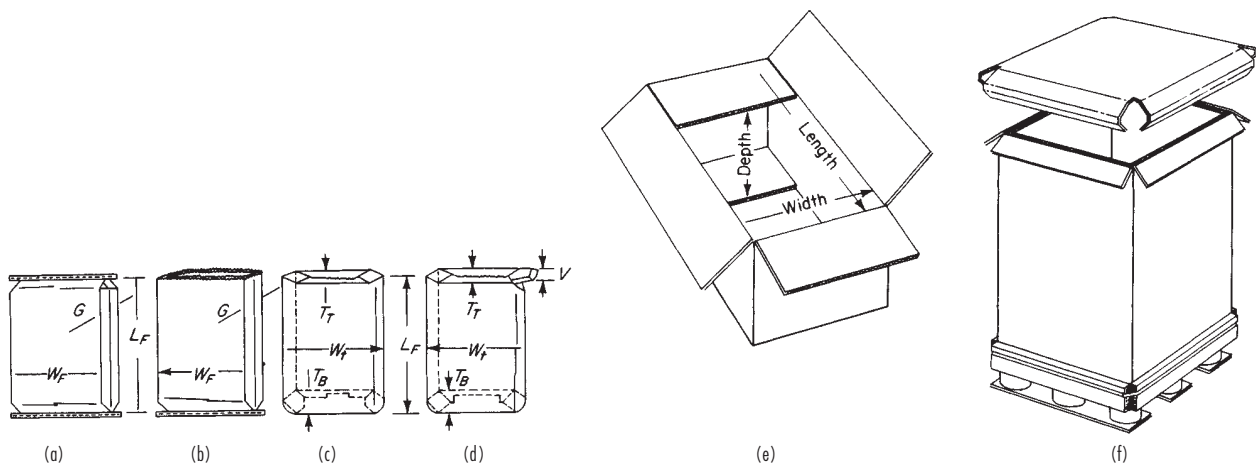 G
L_F
W_F
G
W_F
T_T
W_t
T_B
L_F
T_T
V
W_t
T_B
Depth
Length
Width
(a)
(b)
(c)
(d)
(e)
(f)